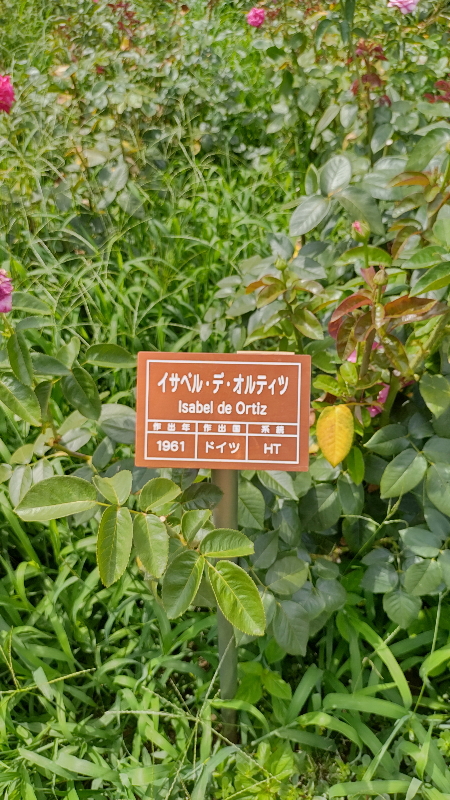 イサベル・デ・オルティツ
Isabel de Ortiz
作出年 作出国 系統
1961 ドイツ HT